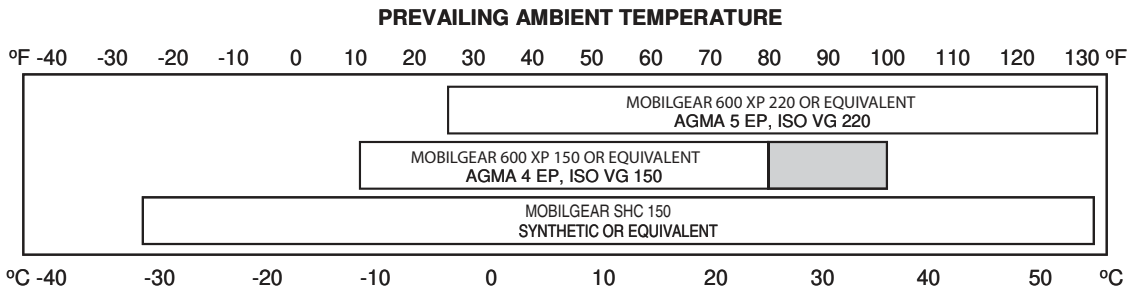 PREVAILING AMBIENT TEMPERATURE
ºF -40 -30 -20 -10 0 10 30 40 50 60 70 80 90 100 110 120 130 ºF
MOBILGEAR 600 XP 220 OR EQUIVALENT
AGMA 5 EP, ISO VG 220
MOBILGEAR 600 XP 150 OR EQUIVALENT
AGMA 4 EP, ISO VG 150
MOBILGEAR SHC 150
SYNTHETIC OR EQUIVALENT
ºC -40 -30 -20 -10 0 10 20 30 40 50 ºC